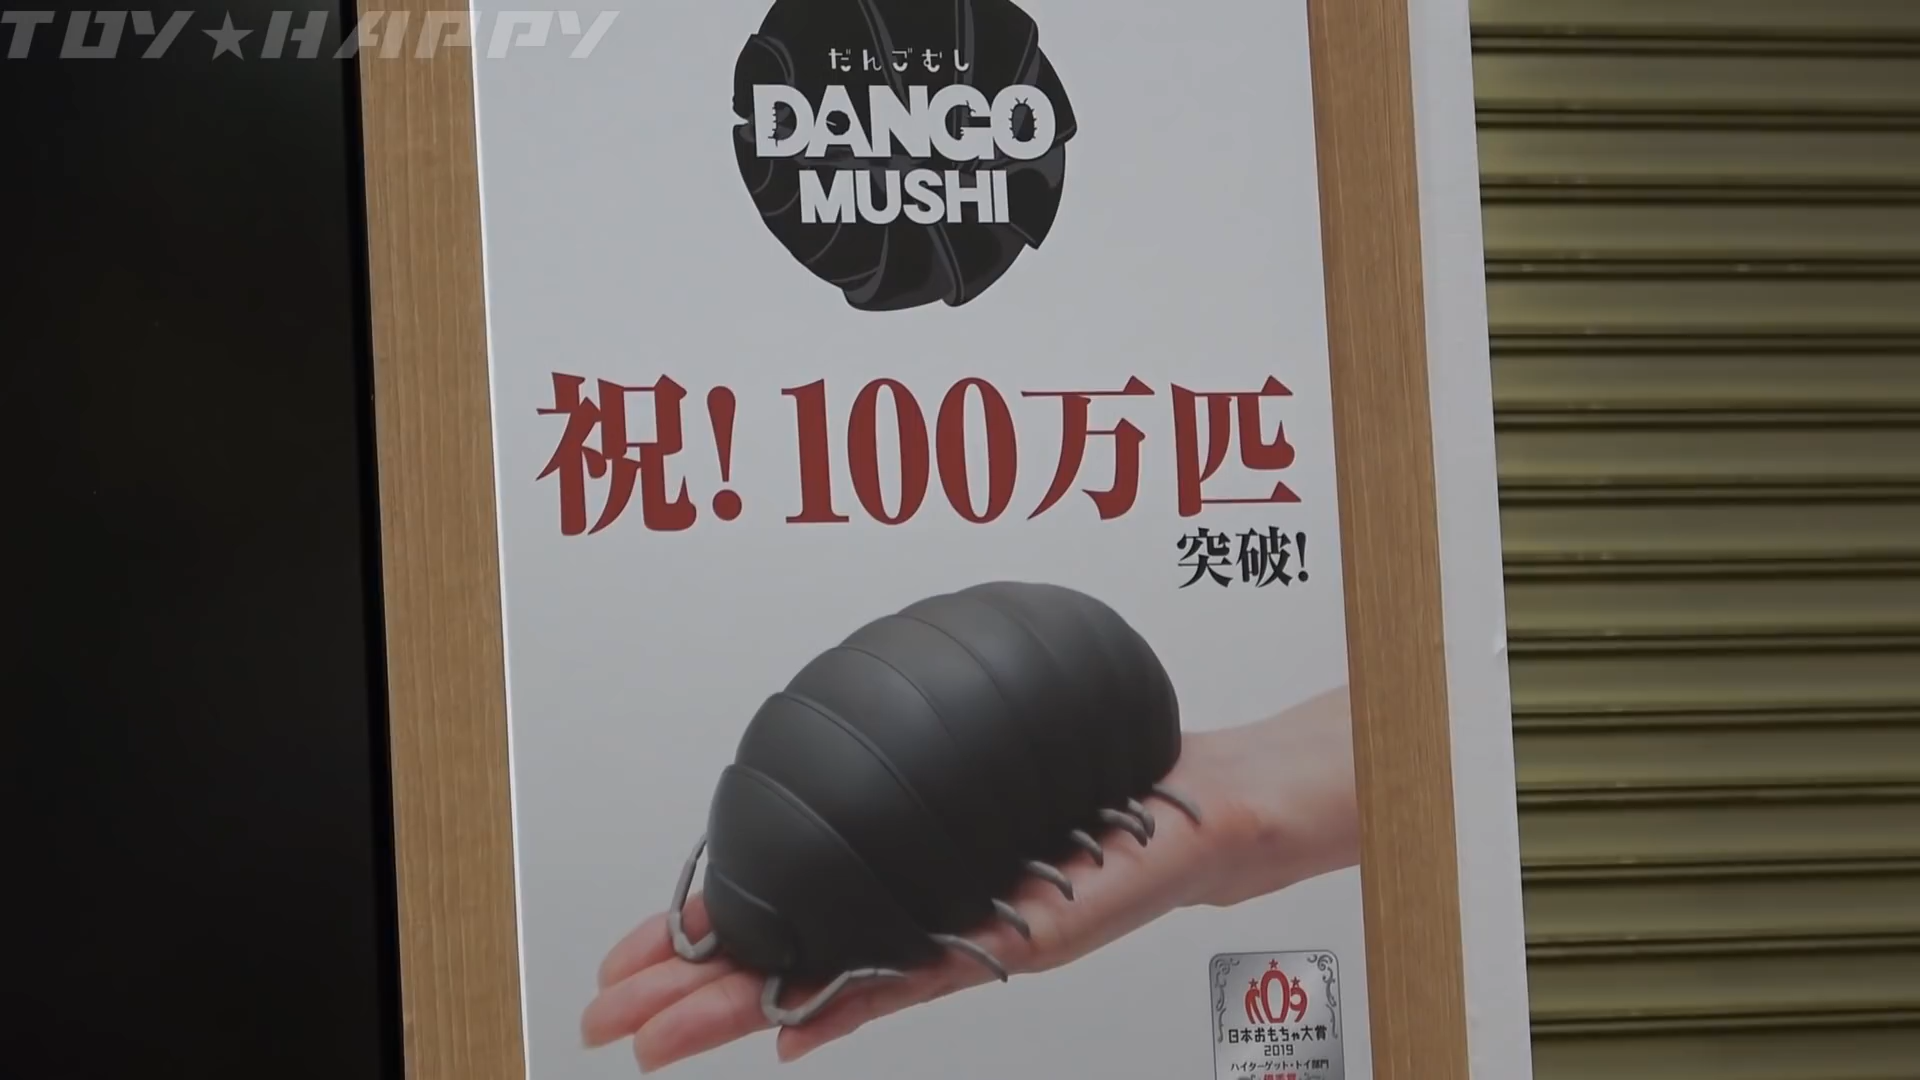 TOY★HAPPY
だんごむし
DANGO
MUSHI
祝!100万匹
突破!
日本おもちゃ大賞
2019
ハイターゲット・トイ部門